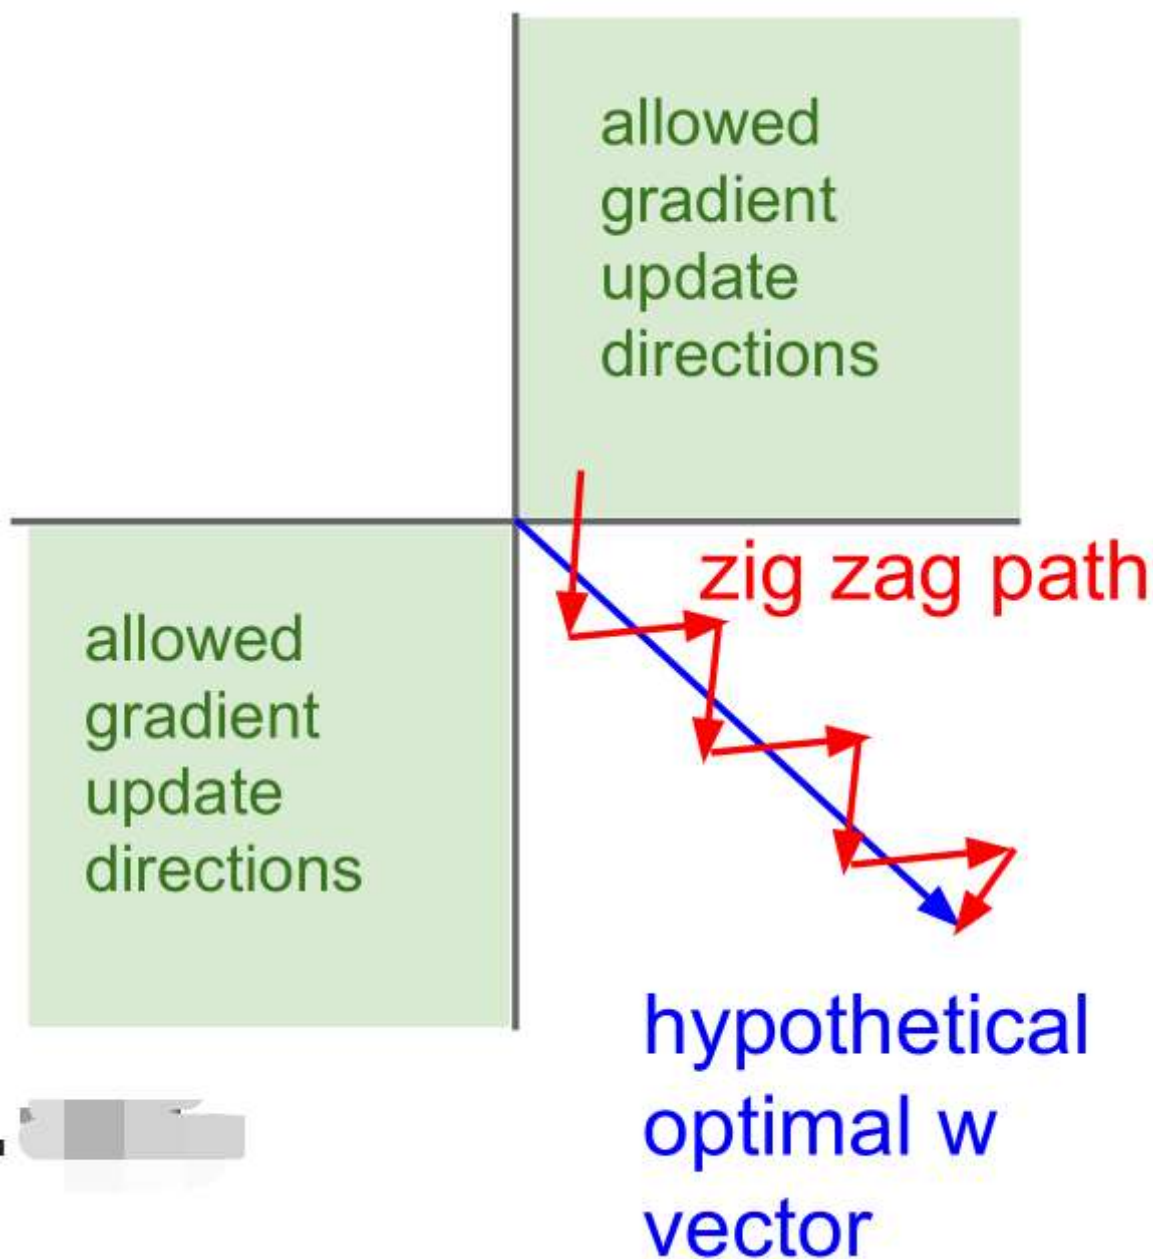 allowed
gradient
update
directions
zig zag path
allowed
gradient
update
directions
hypothetical
optimal w
vector